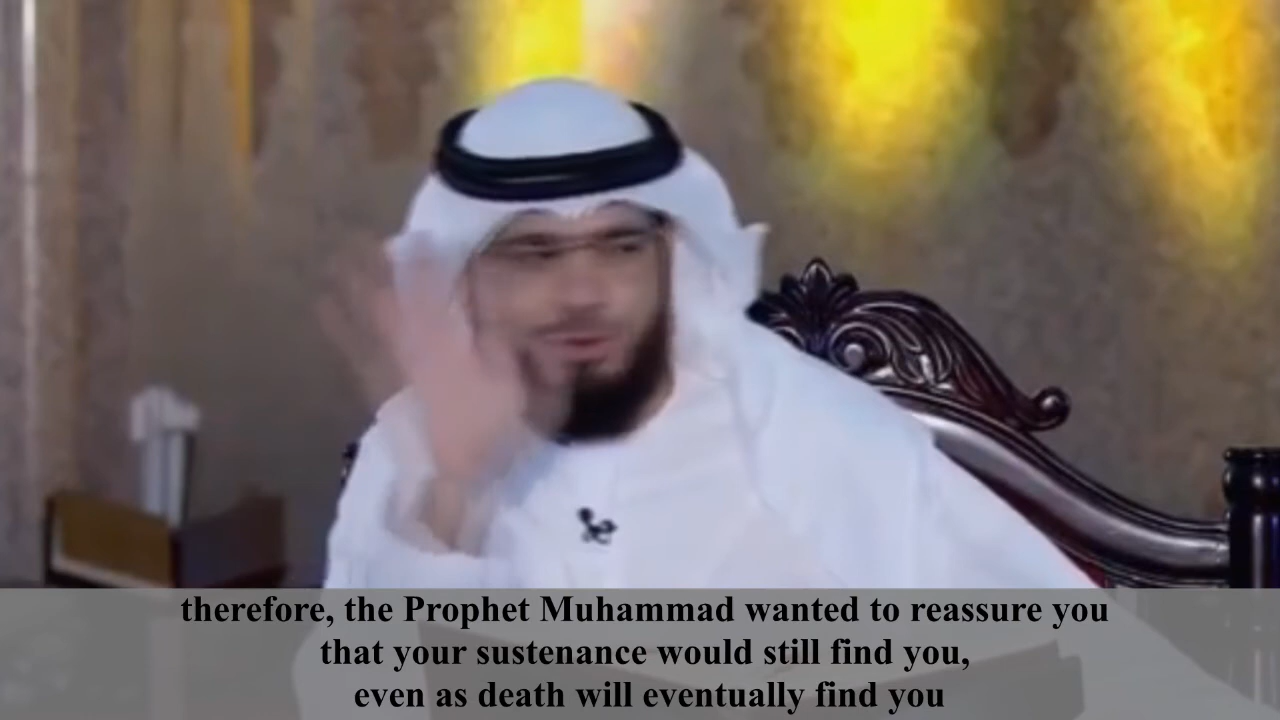 therefore, the Prophet Muhammad wanted to reassure you
that your sustenance would still find you,
even as death will eventually find you